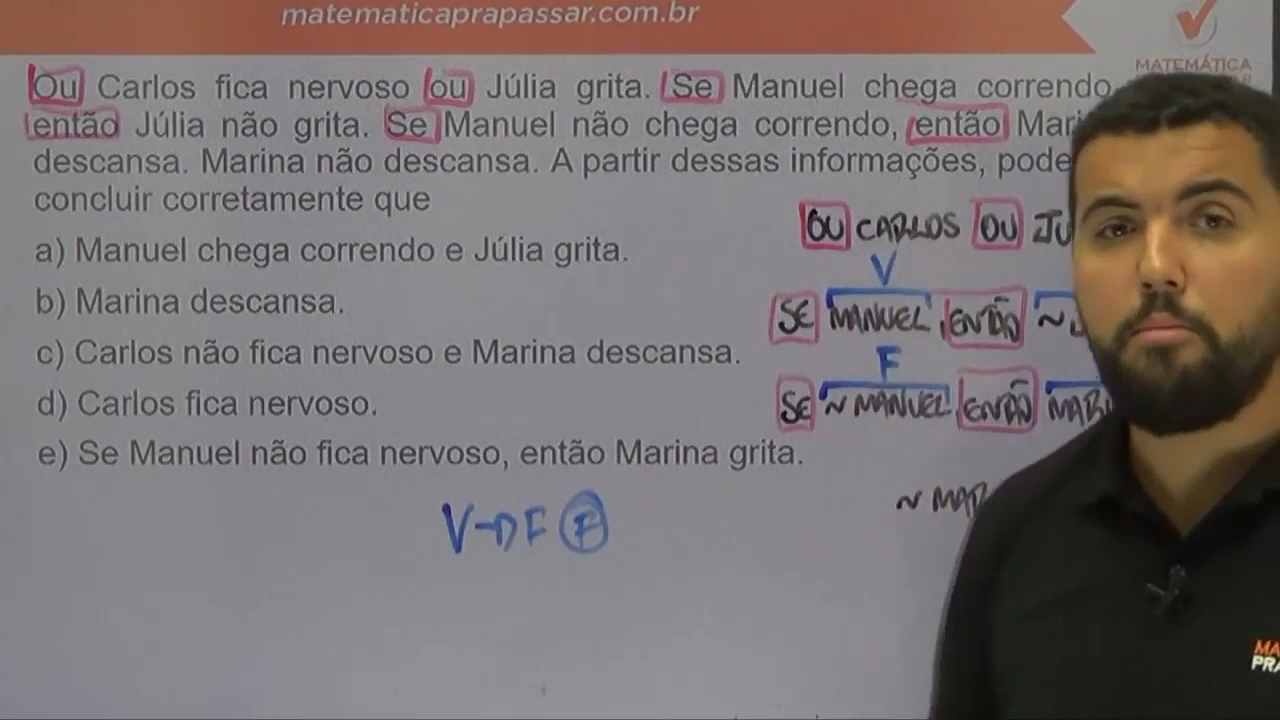 matematicaprapassar.com.br
MATEMÁTICA
Ou Carlos fica nervoso ou Júlia grita. Se Manuel chega correndo,
então Júlia não grita. Se Manuel não chega correndo, então
descansa. Marina não descansa. A partir dessas informações,
concluir corretamente que
a) Manuel chega correndo e Júlia grita.
b) Marina descansa.
c) Carlos não fica nervoso e Marina descansa.
d) Carlos fica nervoso.
e) Se Manuel não fica nervoso, então Marina grita.
OU CARLOS OU
V
SE MANUEL, ENTÃO ~
F
SE ~ MANUEL, ENTÃO
~
V→F F